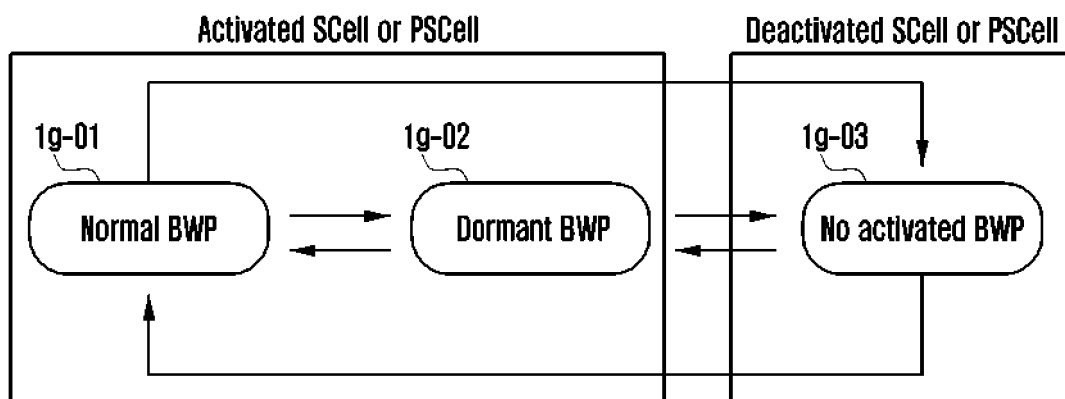 Activated SCell or PSCell
Deactivated SCell or PSCell
1g-01
1g-02
1g-03
Normal BWP
Dormant BWP
No activated BWP